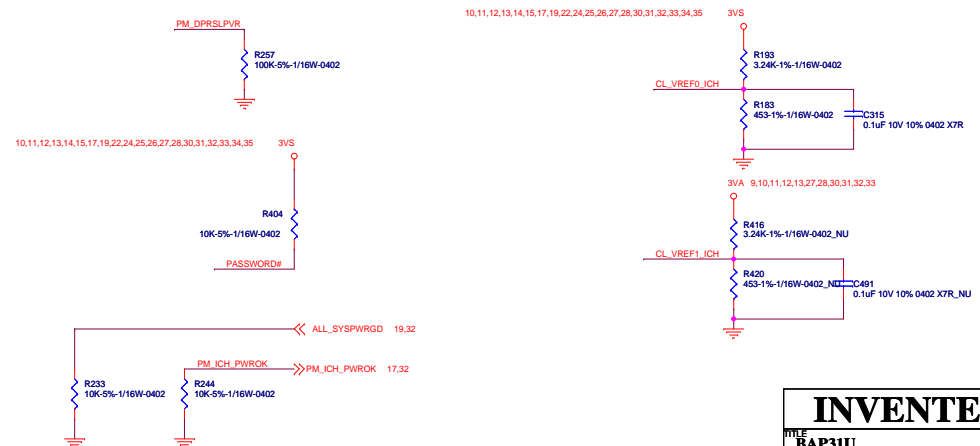 PM_DPRSLPVR
R257
100K-5%-1/16W-0402
10,11,12,13,14,15,17,19,22,24,25,26,27,28,30,31,32,33,34,35 3VS
R404
10K-5%-1/16W-0402
PASSWORD#
ALL_SYSPWRGD 19,32
PM_ICH_PWROK
PM_ICH_PWROK 17,32
R233
10K-5%-1/16W-0402
R244
10K-5%-1/16W-0402
10,11,12,13,14,15,17,19,22,24,25,26,27,28,30,31,32,33,34,35 3VS
R193
3.24K-1%-1/16W-0402
CL_VREF0_ICH
R183
453-1%-1/16W-0402
C315
0.1uF 10V 10% 0402 X7R
3VA 9,10,11,12,13,27,28,30,31,32,33
R416
3.24K-1%-1/16W-0402_NU
CL_VREF1_ICH
R420
453-1%-1/16W-0402_NU
C491
0.1uF 10V 10% 0402 X7R_NU
INVENTE
TITLE
BAP31U